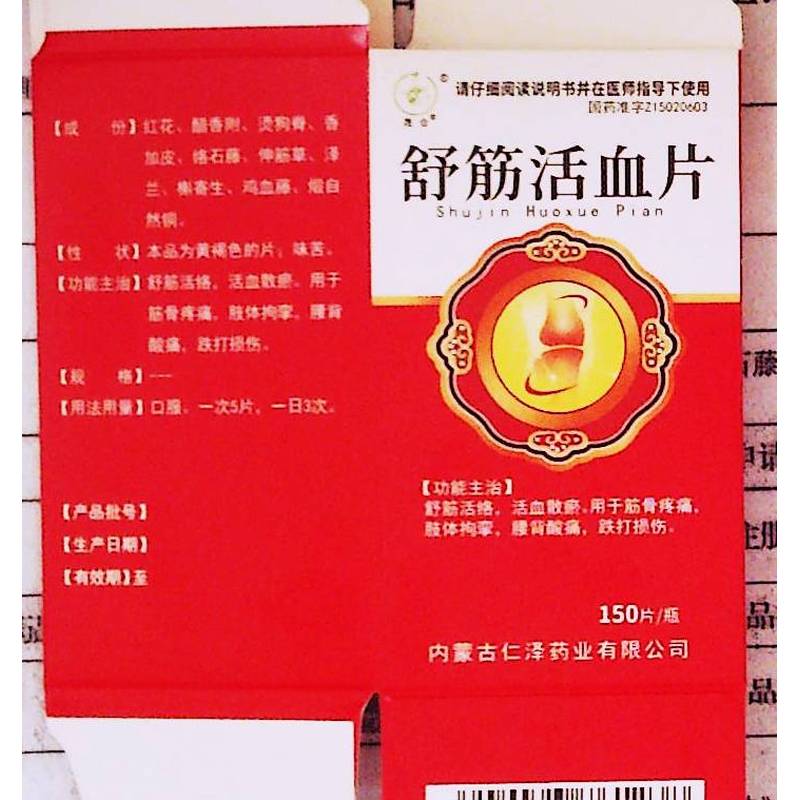 【成　份】红花、醋香附、烫狗脊、香
加皮、络石藤、伸筋草、泽
兰、槲寄生、鸡血藤、煅自
然铜。
【性　状】本品为黄褐色的片；味苦。
【功能主治】舒筋活络，活血散瘀。用于
筋骨疼痛，肢体拘挛，腰背
酸痛，跌打损伤。
【规　格】---
【用法用量】口服。一次5片，一日3次。
【产品批号】
【生产日期】
【有效期】至
请仔细阅读说明书并在医师指导下使用
国药准字Z15020603
舒筋活血片
Shujin Huoxue Pian
【功能主治】
舒筋活络，活血散瘀。用于筋骨疼痛，
肢体拘挛，腰背酸痛，跌打损伤。
150片/瓶
内蒙古仁泽药业有限公司
石藤
申请
注册
品
品